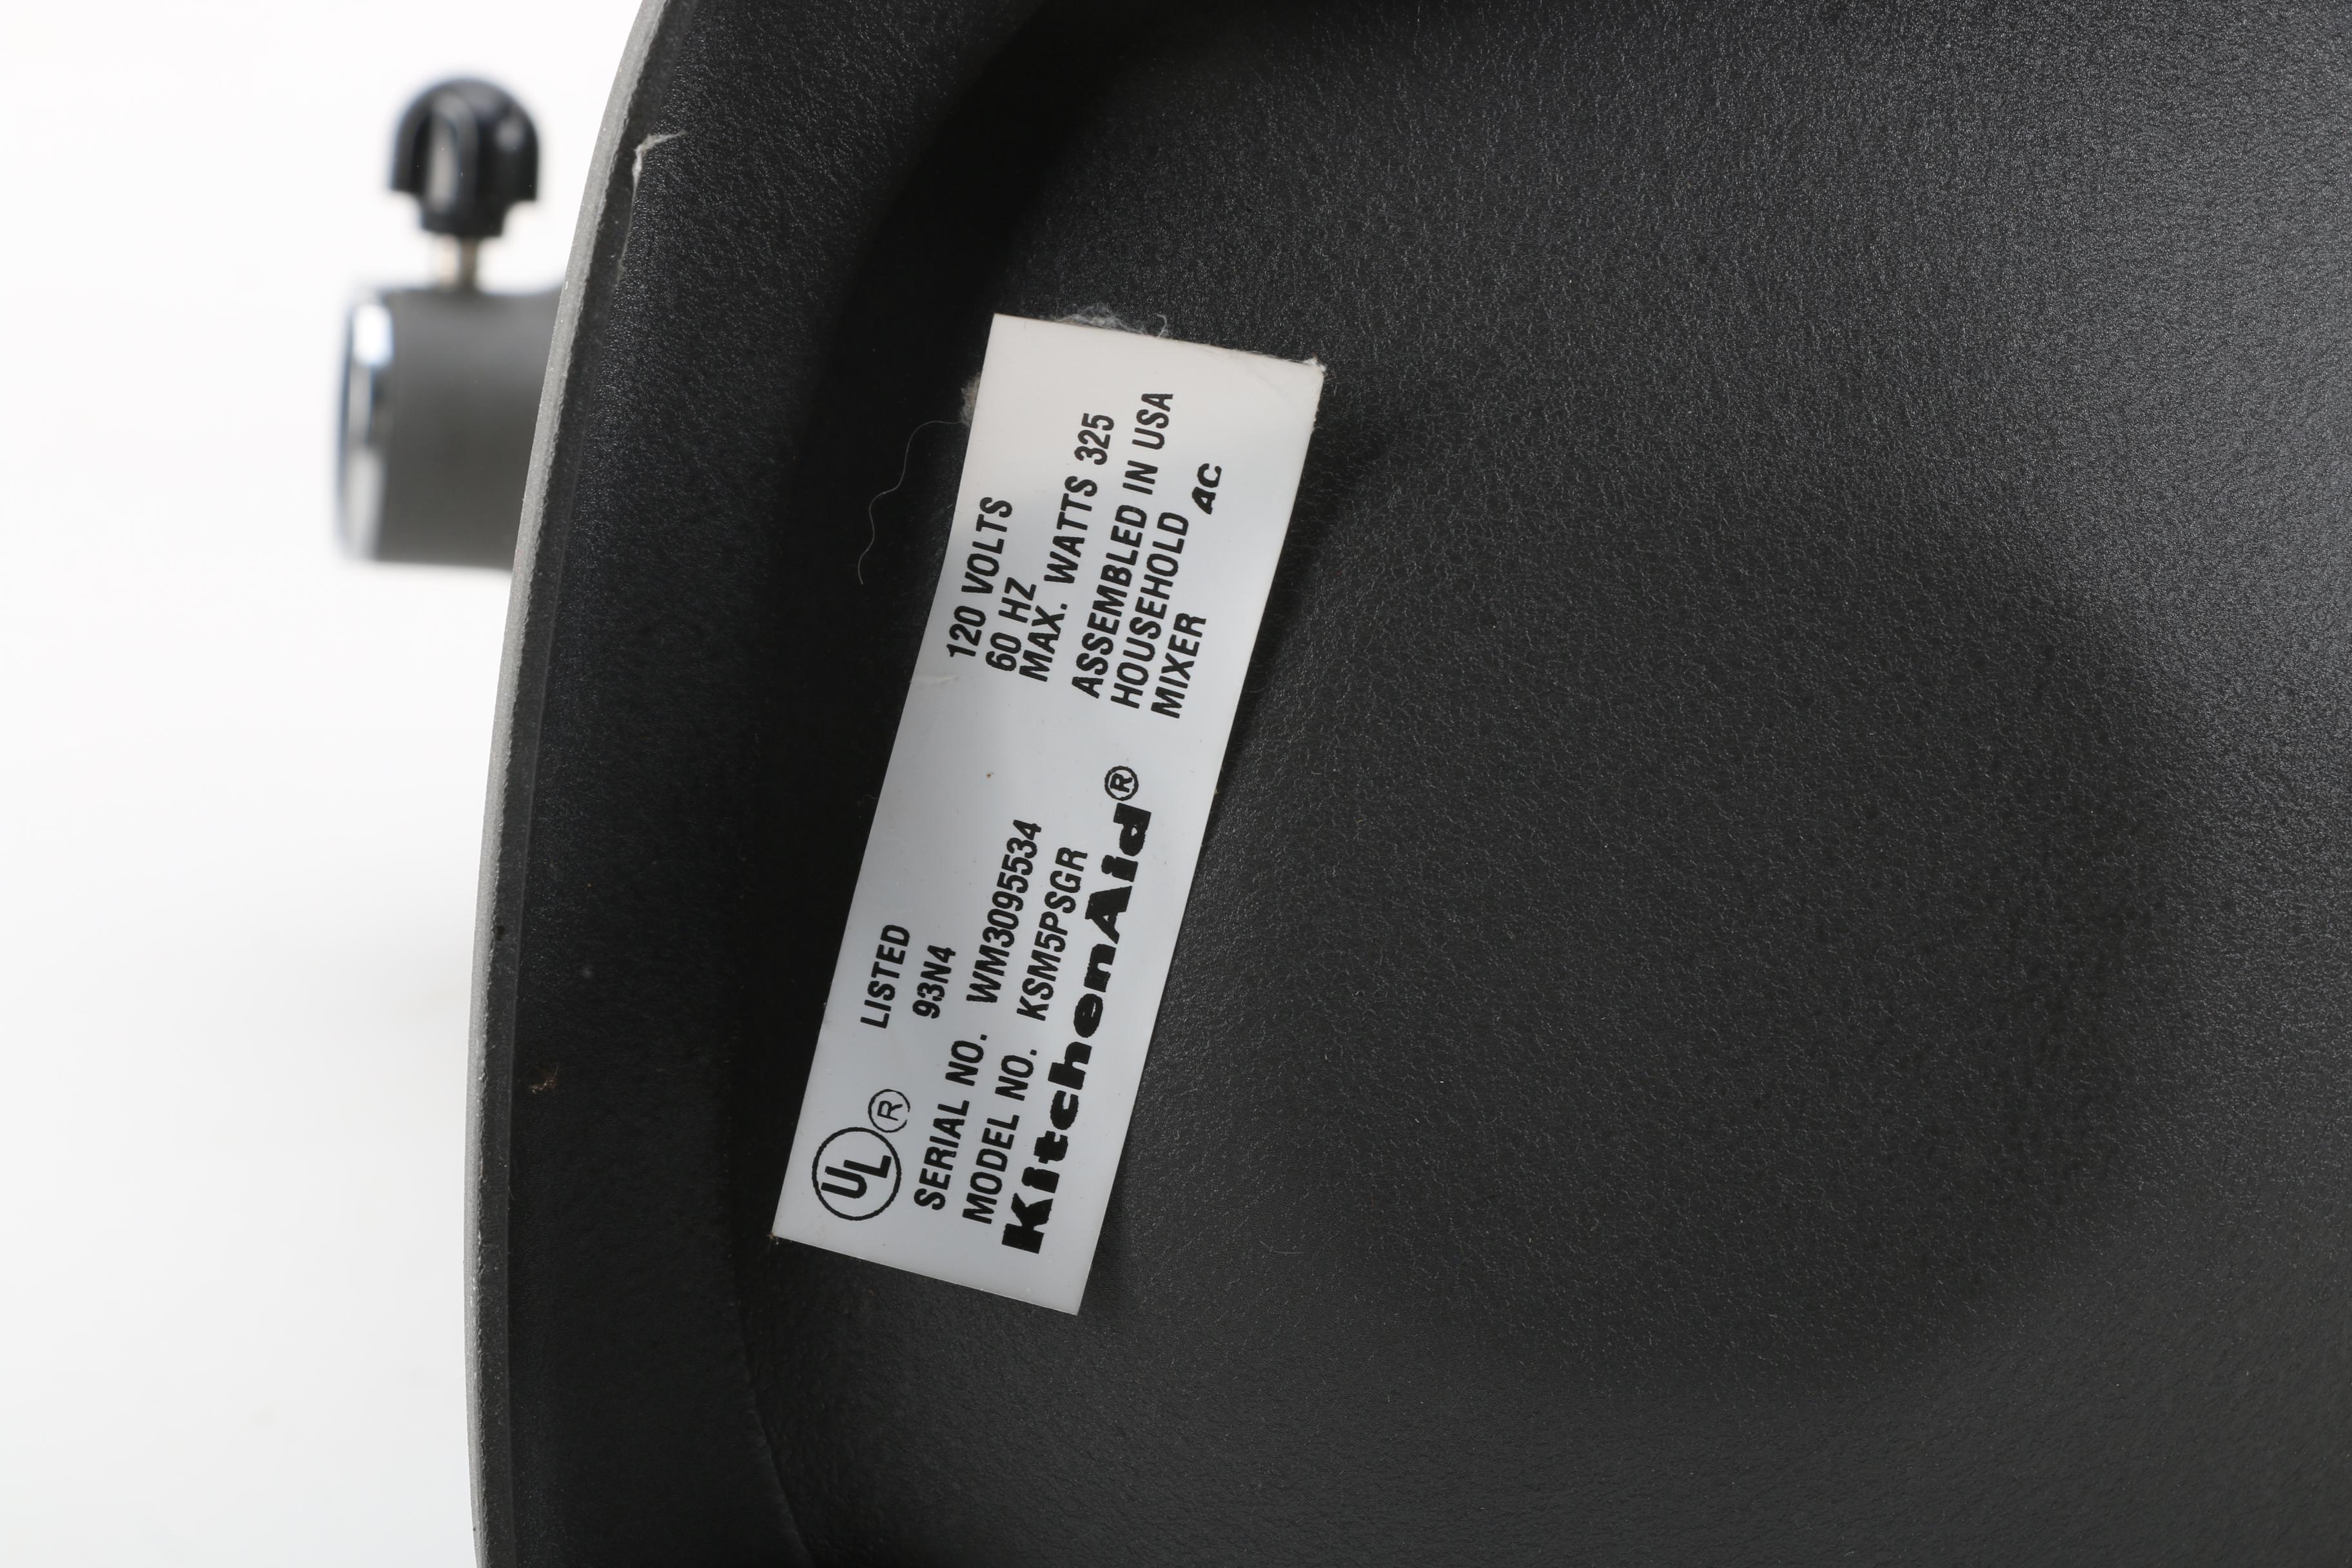 UL®
LISTED
93N4
SERIAL NO. WM3095534
MODEL NO. KSM5PSGR
KitchenAid®
120 VOLTS
60 HZ
MAX. WATTS 325
ASSEMBLED IN USA
HOUSEHOLD
MIXER
AC